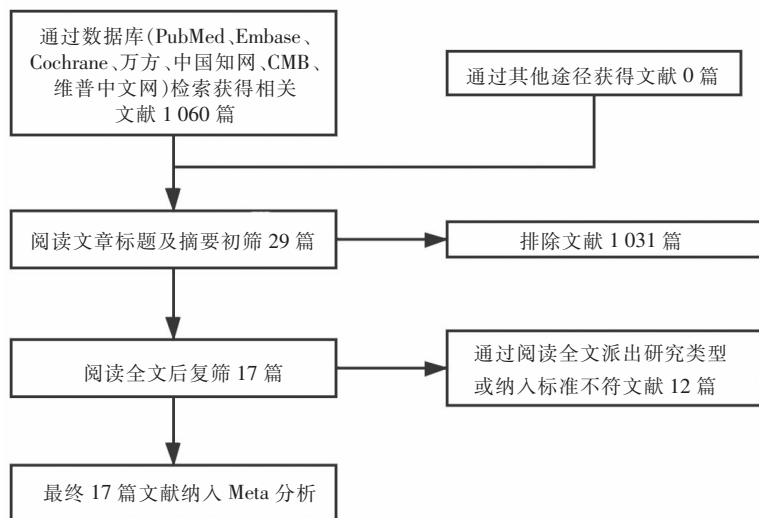 通过数据库(PubMed、Embase、
Cochrane、万方、中国知网、CMB、
维普中文网)检索获得相关
文献 1 060 篇
通过其他途径获得文献 0 篇
阅读文章标题及摘要初筛 29 篇
排除文献 1 031 篇
阅读全文后复筛 17 篇
通过阅读全文派出研究类型
或纳入标准不符文献 12 篇
最终 17 篇文献纳入 Meta 分析